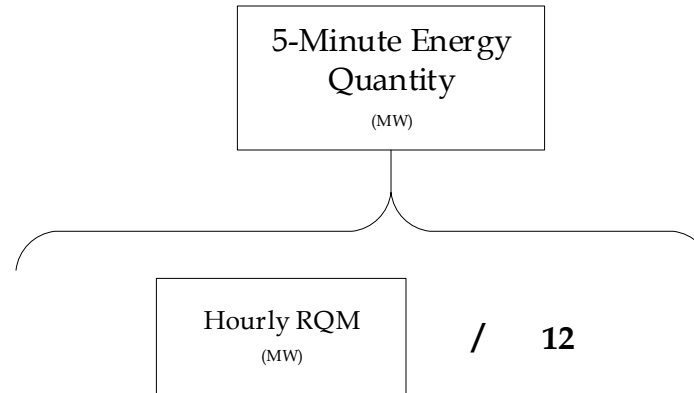 5-Minute Energy
Quantity
(MW)
Hourly RQM
(MW)
/ 12